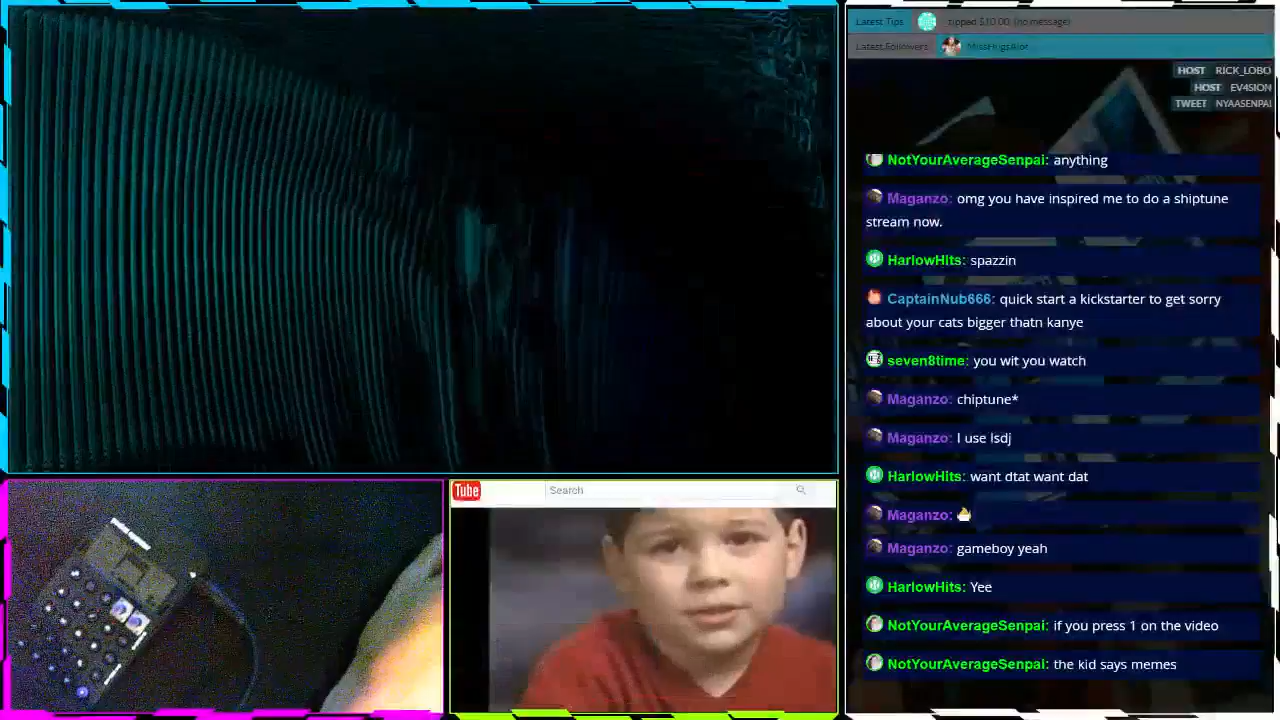 Latest Tips tipped $10.00 (no message)
Latest Followers MissHugsAlot
HOST RICK_LOBO
HOST EV4SION
TWEET NYAASENPAI
NotYourAverageSenpai: anything
Maganzo: omg you have inspired me to do a shiptune
stream now.
HarlowHits: spazzin
CaptainNub666: quick start a kickstarter to get sorry
about your cats bigger thatn kanye
seven8time: you wit you watch
Maganzo: chiptune*
Maganzo: I use lsdj
HarlowHits: want dtat want dat
Maganzo:
Maganzo: gameboy yeah
HarlowHits: Yee
NotYourAverageSenpai: if you press 1 on the video
NotYourAverageSenpai: the kid says memes
Tube Search